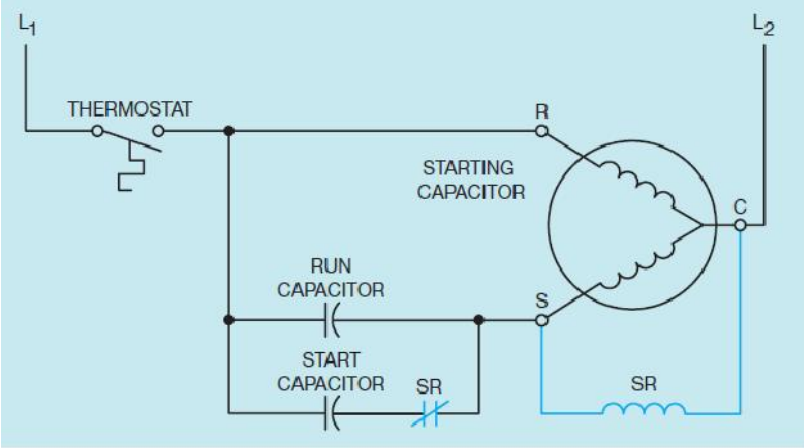 L1
L2
THERMOSTAT
R
STARTING
CAPACITOR
C
RUN
CAPACITOR
S
START
CAPACITOR
SR
SR